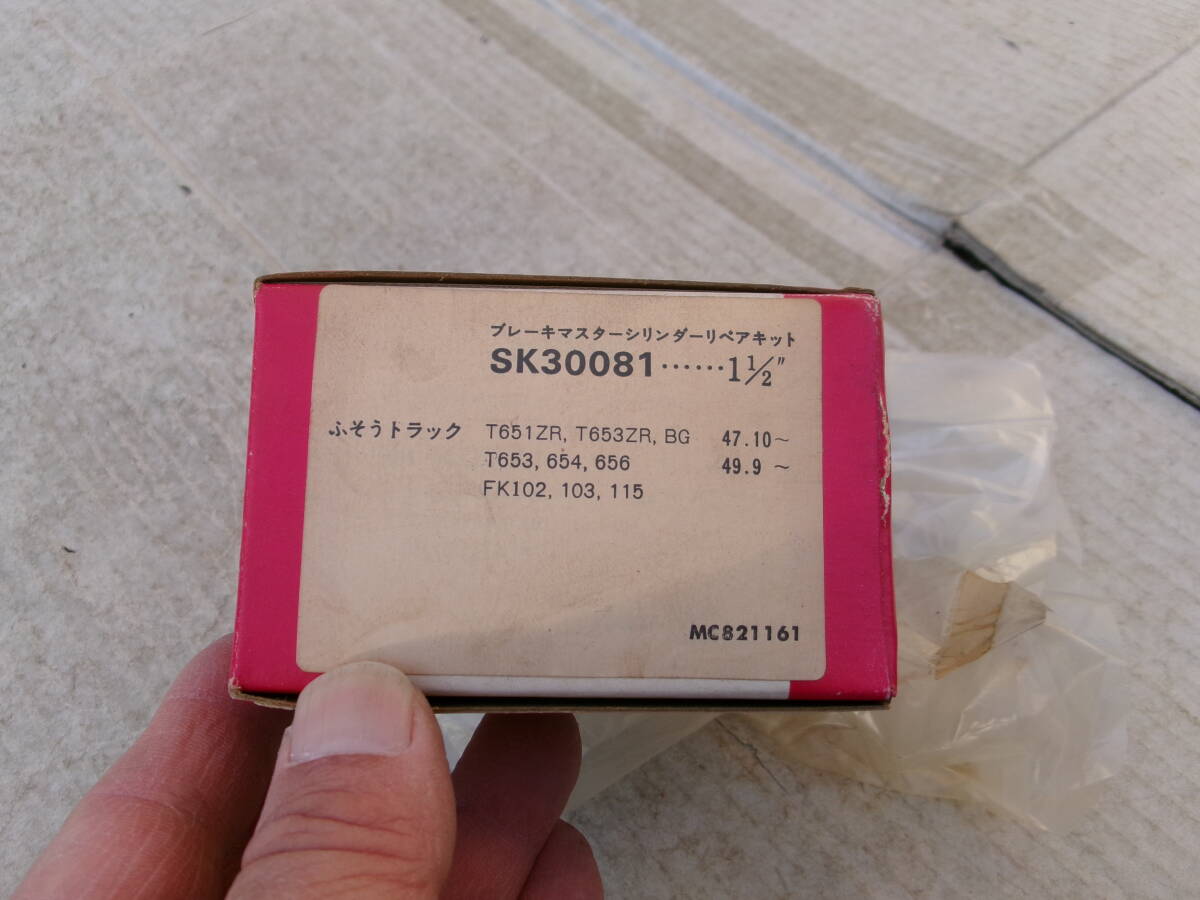 ブレーキマスターシリンダーリペアキット
SK30081……1 1/2"
ふそうトラック T651ZR, T653ZR, BG 47.10~
T653, 654, 656 49.9 ~
FK102, 103, 115
MC821161